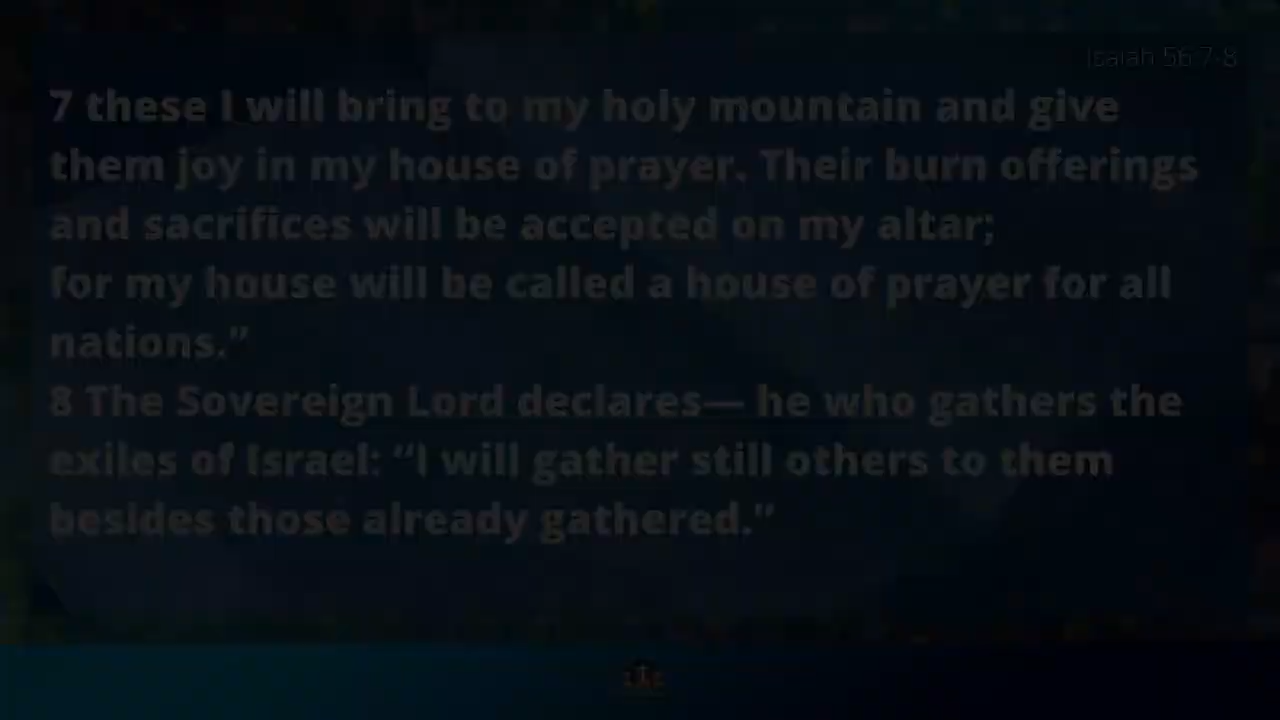 Isaiah 56:7-8
7 these I will bring to my holy mountain and give
them joy in my house of prayer. Their burn offerings
and sacrifices will be accepted on my altar;
for my house will be called a house of prayer for all
nations.”
8 The Sovereign Lord declares— he who gathers the
exiles of Israel: “I will gather still others to them
besides those already gathered.”